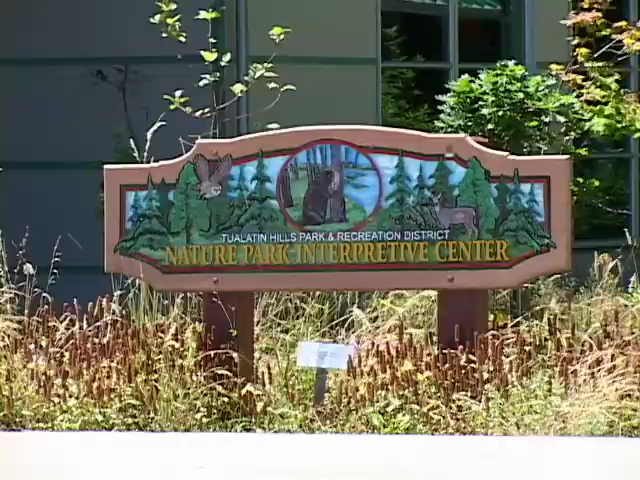 TUALATIN HILLS PARK & RECREATION DISTRICT
NATURE PARK INTERPRETIVE CENTER